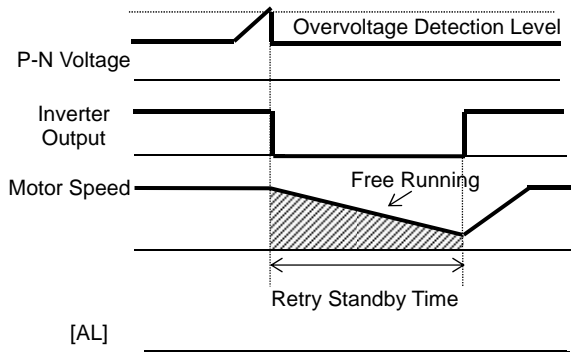 Overvoltage Detection Level
P-N Voltage
Inverter
Output
Motor Speed
Free Running
Retry Standby Time
[AL]